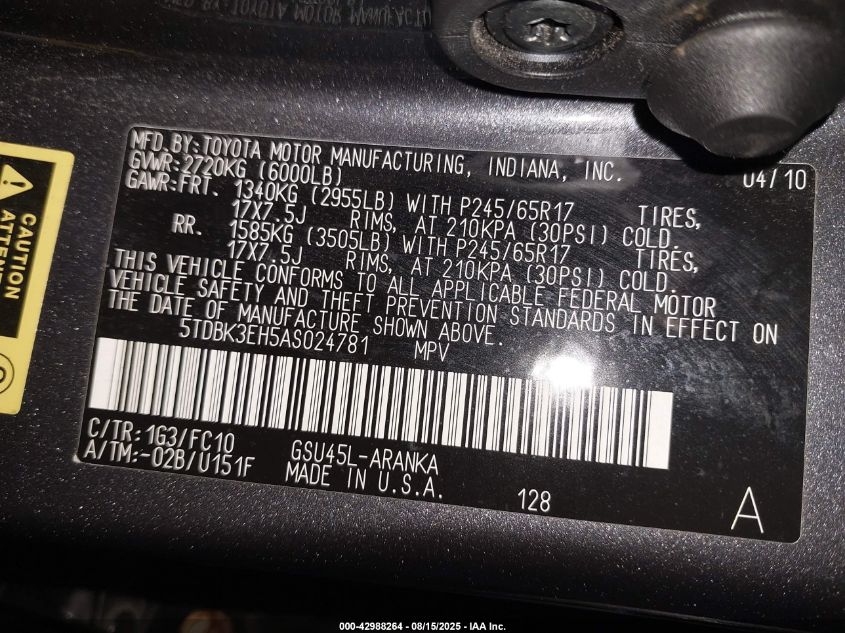 CAUTION
MFD.BY:TOYOTA MOTOR MANUFACTURING, INDIANA, INC. 04/10
GVWR:2720KG (6000LB)
GAWR:FRT. 1340KG (2955LB) WITH P245/65R17 TIRES,
17X7.5J RIMS, AT 210KPA (30PSI) COLD.
RR. 1585KG (3505LB) WITH P245/65R17 TIRES,
17X7.5J RIMS, AT 210KPA (30PSI) COLD.
THIS VEHICLE CONFORMS TO ALL APPLICABLE FEDERAL MOTOR
VEHICLE SAFETY AND THEFT PREVENTION STANDARDS IN EFFECT ON
THE DATE OF MANUFACTURE SHOWN ABOVE.
5TDBK3EH5AS024781 MPV
C/TR:1G3/FC10 GSU45L-ARANKA
A/TM:-02B/U151F MADE IN U.S.A.
128 A
000-42988264 - 08/15/2025 - IAA Inc.